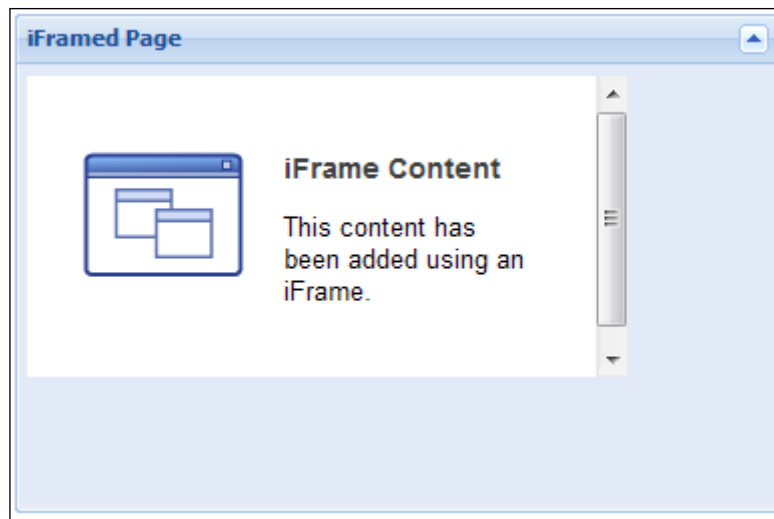 iFramed Page
iFrame Content
This content has
been added using an
iFrame.